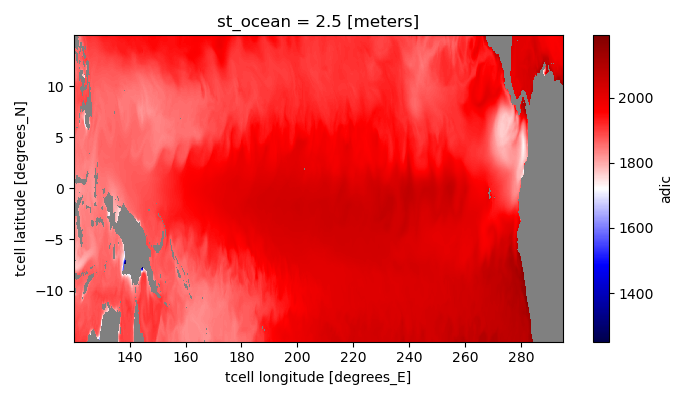 st_ocean = 2.5 [meters]
tcell latitude [degrees_N]
10
5
0
−5
−10
140 160 180 200 220 240 260 280
tcell longitude [degrees_E]
2000
1800
1600
1400
adic